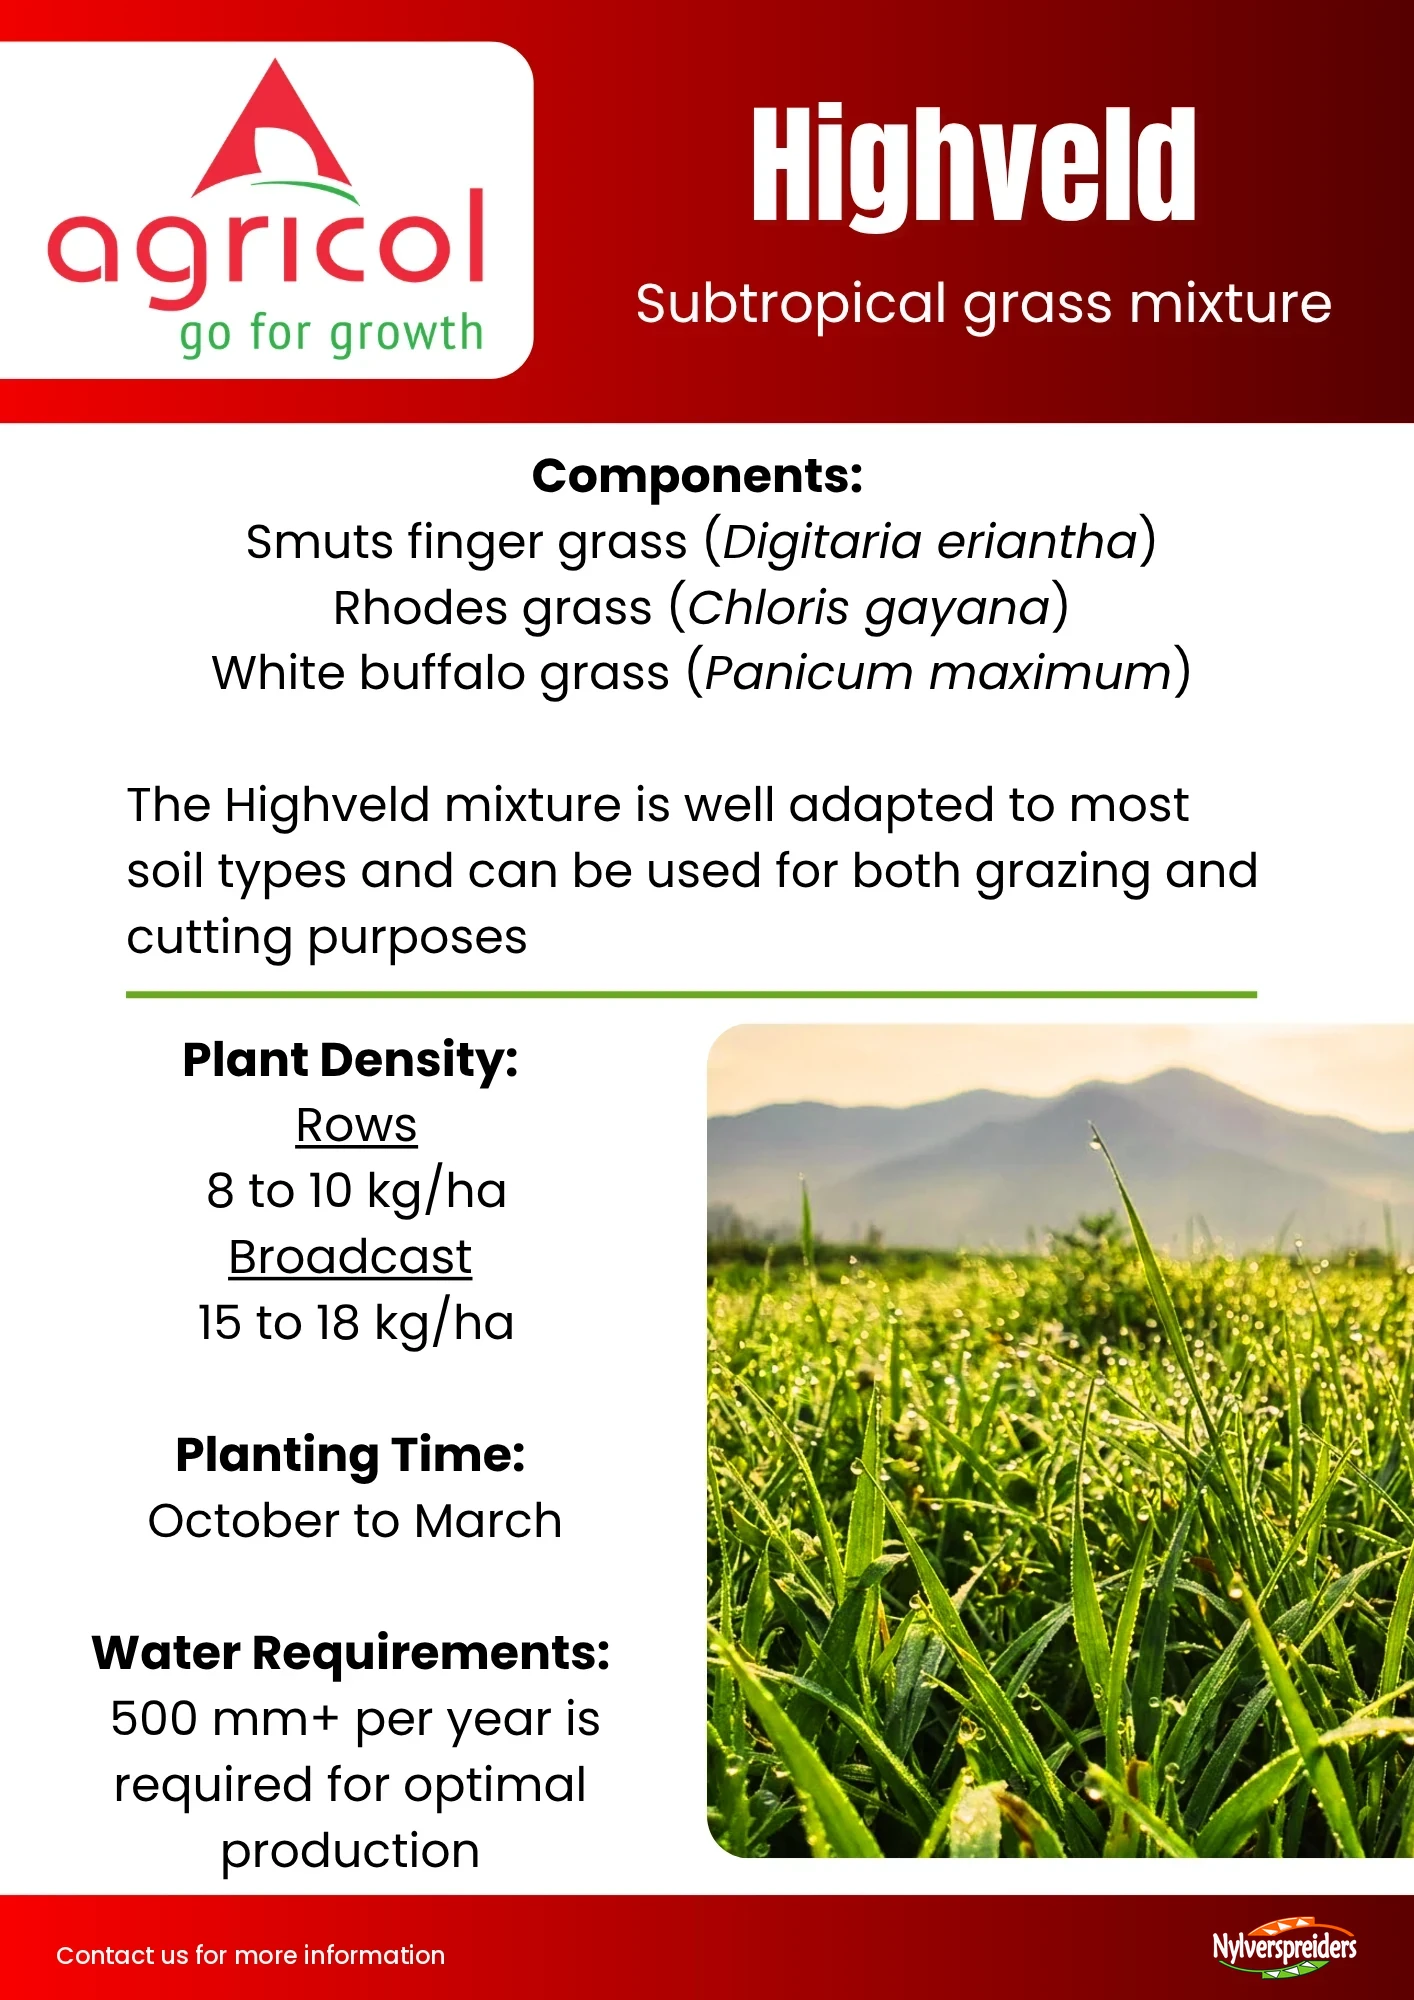 agricol
go for growth
Highveld
Subtropical grass mixture
Components:
Smuts finger grass (Digitaria eriantha)
Rhodes grass (Chloris gayana)
White buffalo grass (Panicum maximum)
The Highveld mixture is well adapted to most
soil types and can be used for both grazing and
cutting purposes
Plant Density:
Rows
8 to 10 kg/ha
Broadcast
15 to 18 kg/ha
Planting Time:
October to March
Water Requirements:
500 mm+ per year is
required for optimal
production
Contact us for more information
Nylverspreiders